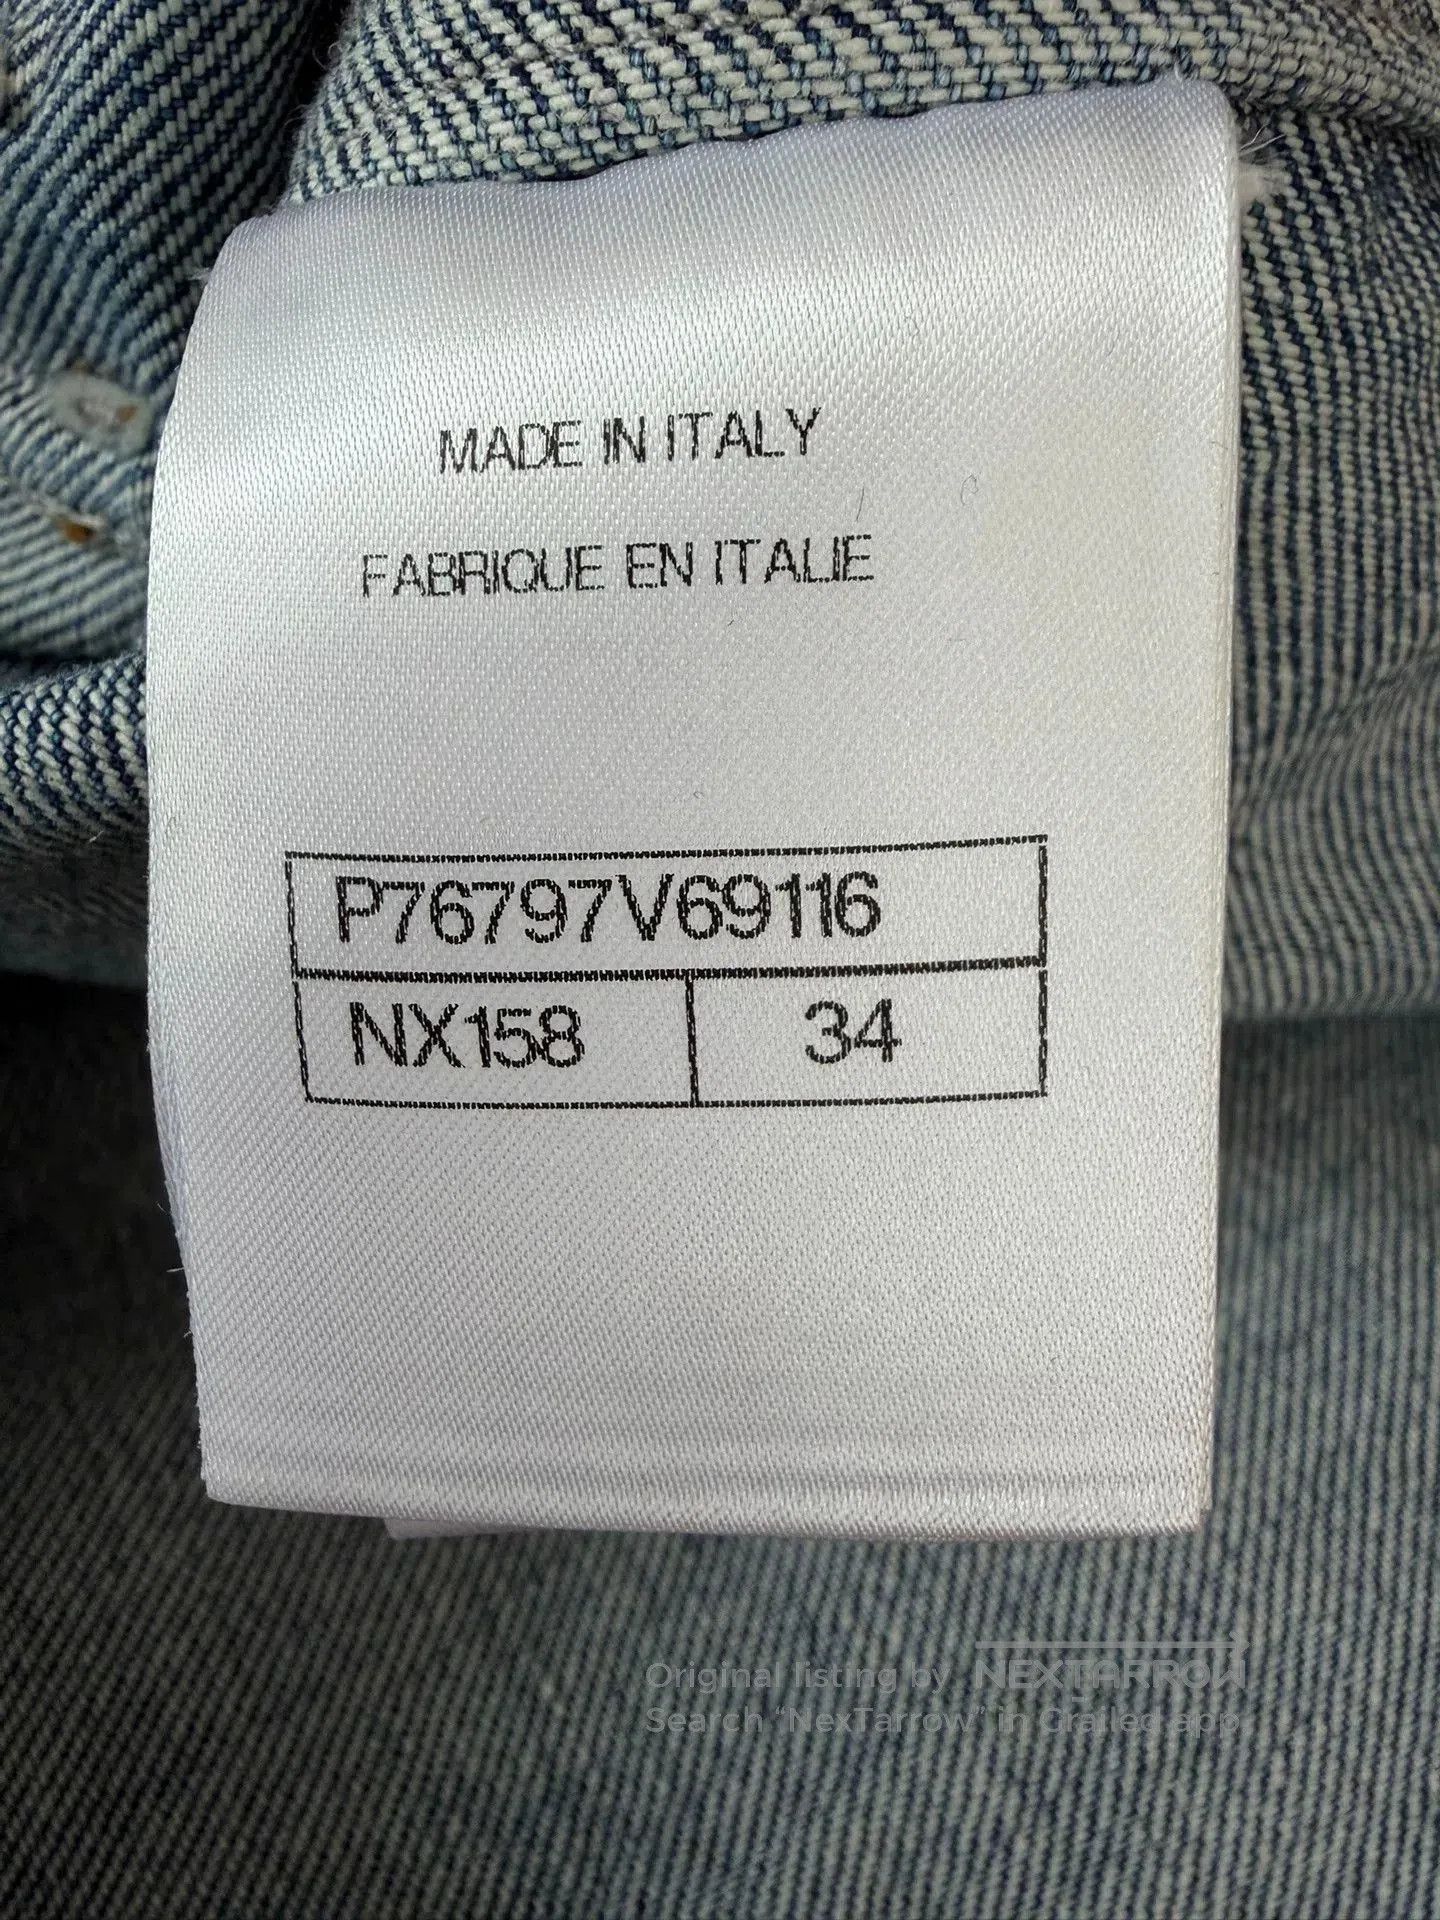 MADE IN ITALY
FABRIQUE EN ITALIE
P76797V69116
NX158 34
Original listing by NEXTARROW
Search “NexTarrow” in Grailed app